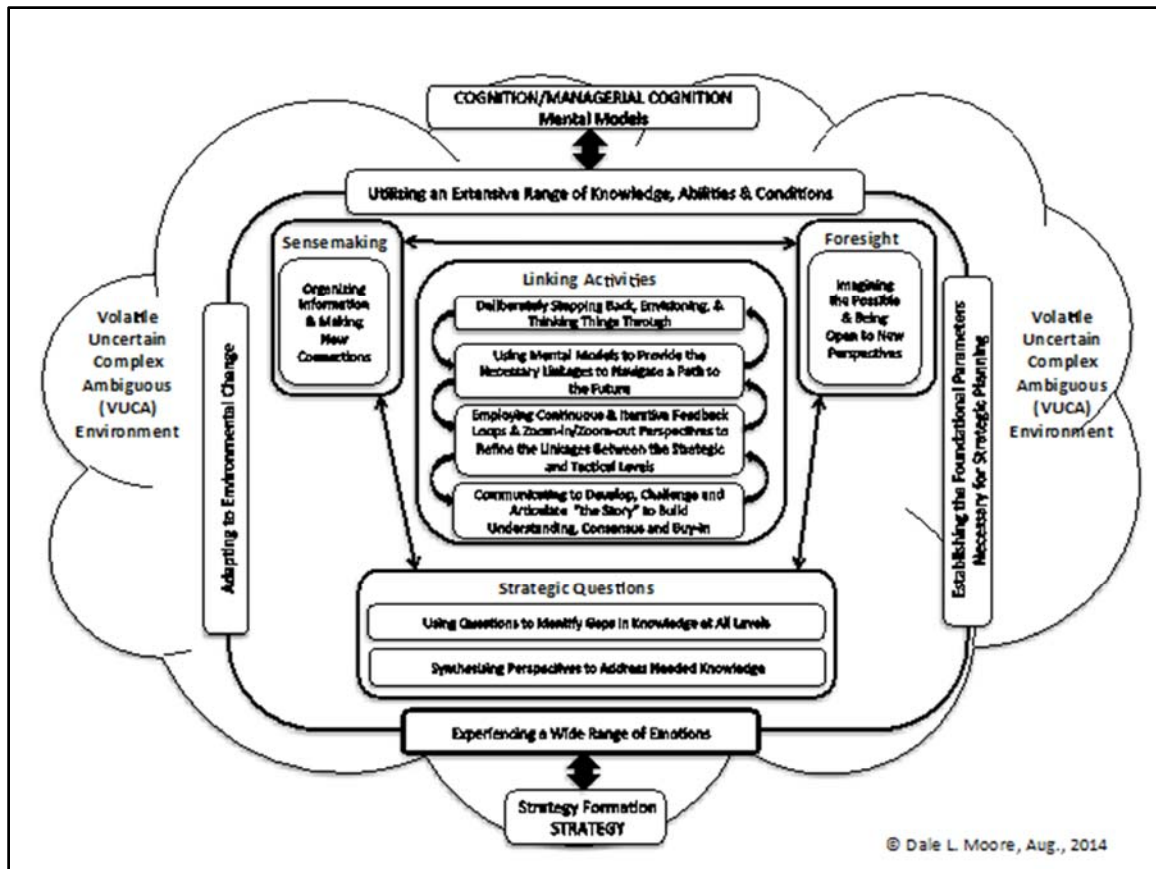 COGNITION/MANAGERIAL COGNITION
Mental Models
Utilizing an Extensive Range of Knowledge, Abilities & Conditions
Sensemaking
Organizing
Information
& Making
New
Connections
Foresight
Imagining
the Possible
& Being
Open to New
Perspectives
Linking Activities
Deliberately Stepping Back, Envisioning, &
Thinking Things Through
Using Mental Models to Provide the
Necessary Linkages to Navigate a Path to
the Future
Employing Continuous & Iterative Feedback
Loops & Zoom-in/Zoom-out Perspectives to
Refine the Linkages Between the Strategic
and Tactical Levels
Communicating to Develop, Challenge and
Articulate "the Story" to Build
Understanding, Consensus and Buy-in
Volatile
Uncertain
Complex
Ambiguous
(VUCA)
Environment
Adapting to Environmental Change
Establishing the Foundational Parameters
Necessary for Strategic Planning
Volatile
Uncertain
Complex
Ambiguous
(VUCA)
Environment
Strategic Questions
Using Questions to Identify Gaps in Knowledge at All Levels
Synthesizing Perspectives to Address Needed Knowledge
Experiencing a Wide Range of Emotions
Strategy Formation
STRATEGY
© Dale L. Moore, Aug., 2014